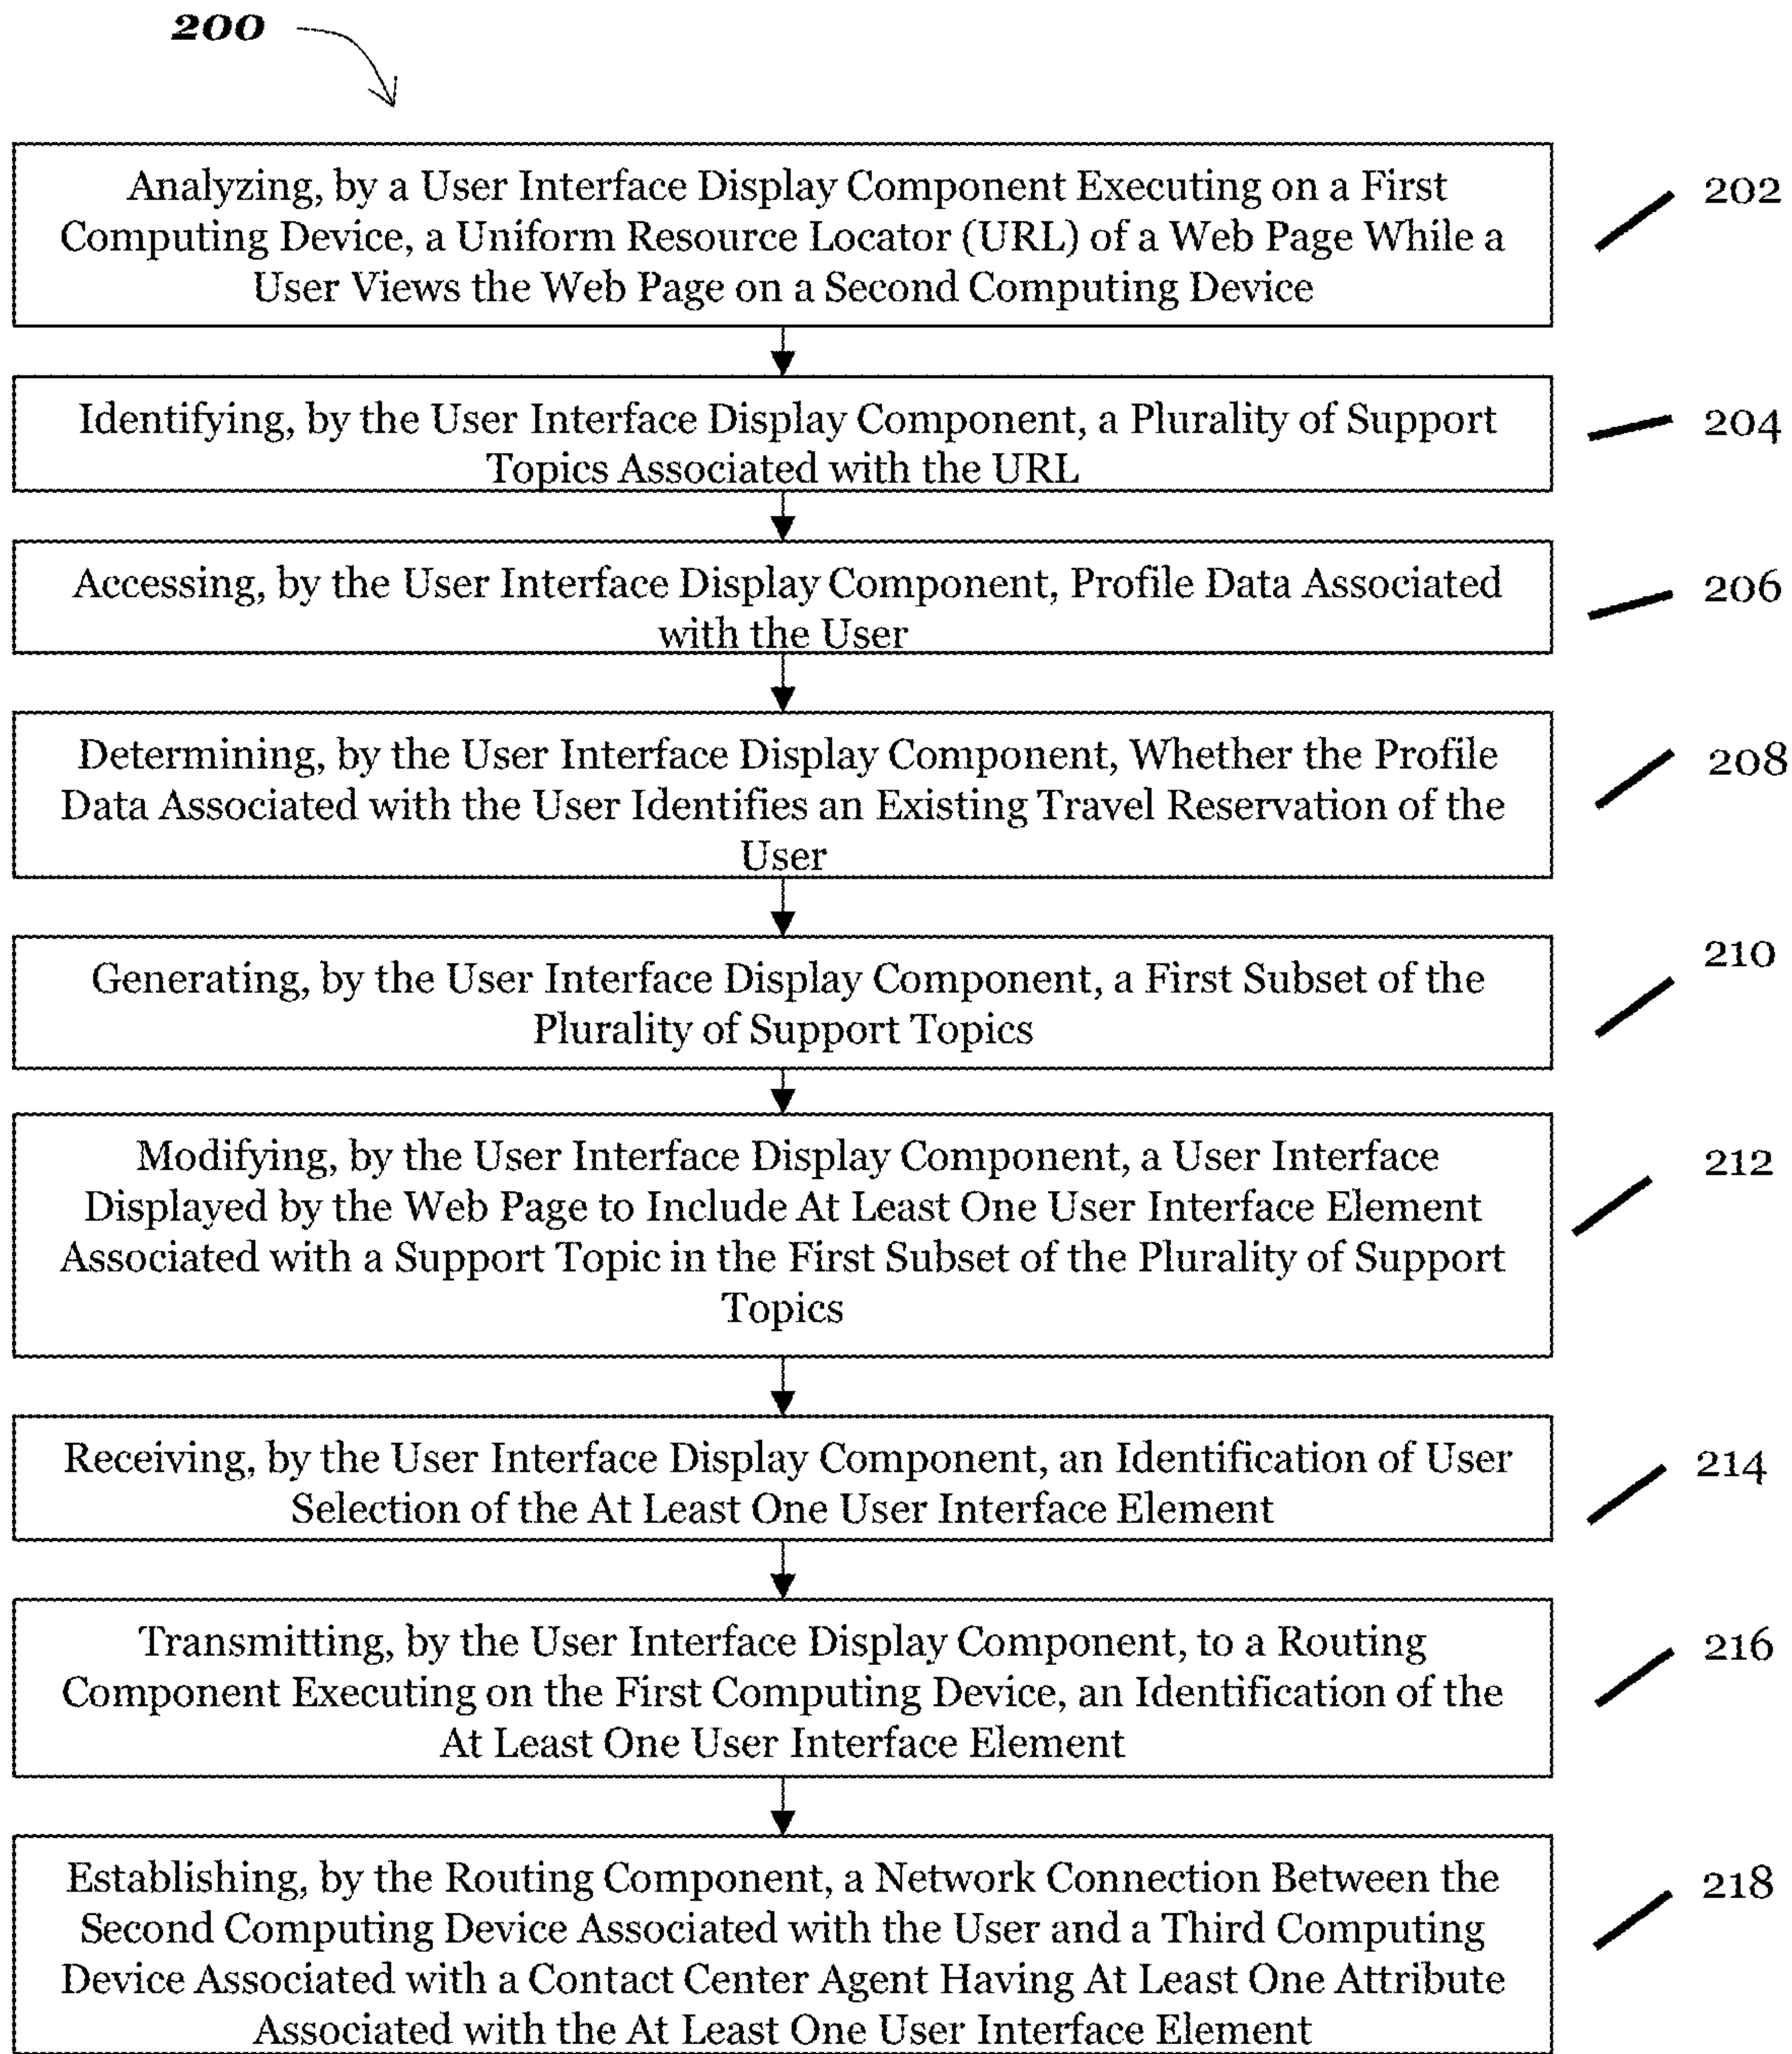 200
Analyzing, by a User Interface Display Component Executing on a First
Computing Device, a Uniform Resource Locator (URL) of a Web Page While a
User Views the Web Page on a Second Computing Device
202
Identifying, by the User Interface Display Component, a Plurality of Support
Topics Associated with the URL
204
Accessing, by the User Interface Display Component, Profile Data Associated
with the User
206
Determining, by the User Interface Display Component, Whether the Profile
Data Associated with the User Identifies an Existing Travel Reservation of the
User
208
Generating, by the User Interface Display Component, a First Subset of the
Plurality of Support Topics
210
Modifying, by the User Interface Display Component, a User Interface
Displayed by the Web Page to Include At Least One User Interface Element
Associated with a Support Topic in the First Subset of the Plurality of Support
Topics
212
Receiving, by the User Interface Display Component, an Identification of User
Selection of the At Least One User Interface Element
214
Transmitting, by the User Interface Display Component, to a Routing
Component Executing on the First Computing Device, an Identification of the
At Least One User Interface Element
216
Establishing, by the Routing Component, a Network Connection Between the
Second Computing Device Associated with the User and a Third Computing
Device Associated with a Contact Center Agent Having At Least One Attribute
Associated with the At Least One User Interface Element
218